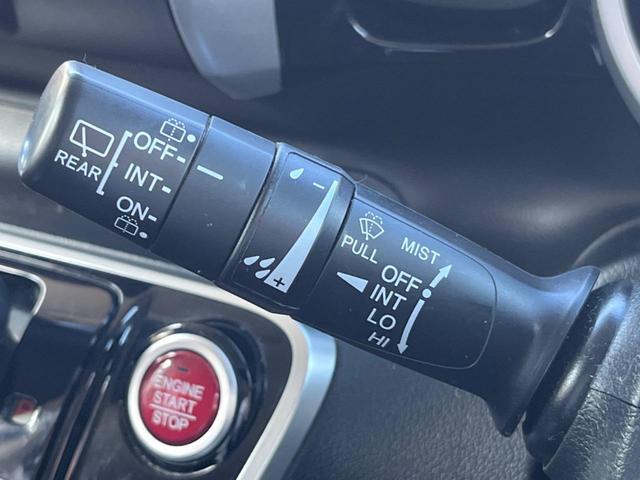 OFF
INT
ON
REAR
−
+
PULL
MIST
OFF
INT
LO
HI
ENGINE
START
STOP